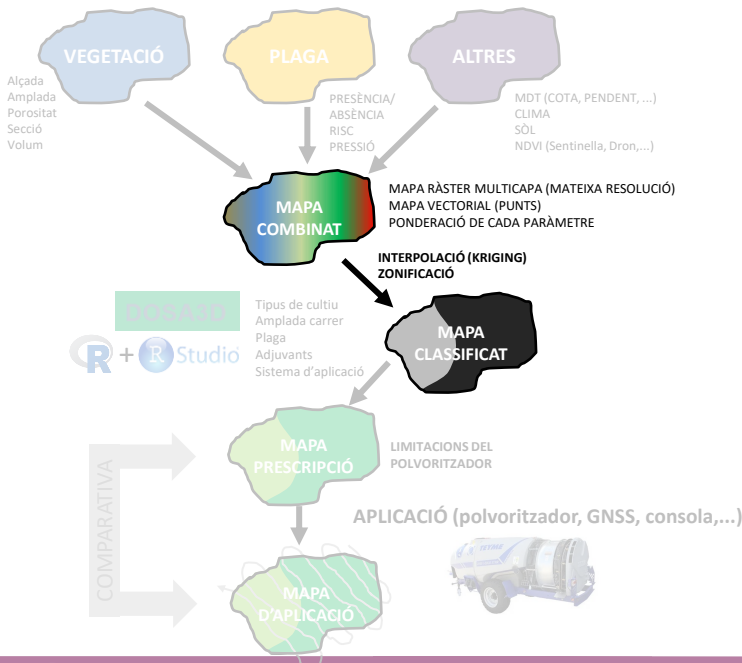 VEGETACIÓ
PLAGA
ALTRES
Alçada
Amplada
Porositat
Secció
Volum
PRESÈNCIA/
ABSÈNCIA
RISC
PRESSIÓ
MDT (COTA, PENDENT, ...)
CLIMA
SÒL
NDVI (Sentinella, Dron,...)
MAPA
COMBINAT
MAPA RÀSTER MULTICAPA (MATEIXA RESOLUCIÓ)
MAPA VECTORIAL (PUNTS)
PONDERACIÓ DE CADA PARÀMETRE
INTERPOLACIÓ (KRIGING)
ZONIFICACIÓ
DOSA3D
R + R Studio
Tipus de cultiu
Amplada carrer
Plaga
Adjuvants
Sistema d'aplicació
MAPA
CLASSIFICAT
MAPA
PRESCRIPCIÓ
LIMITACIONS DEL
POLVORITZADOR
COMPARATIVA
APLICACIÓ (polvoritzador, GNSS, consola,...)
MAPA
D'APLICACIÓ